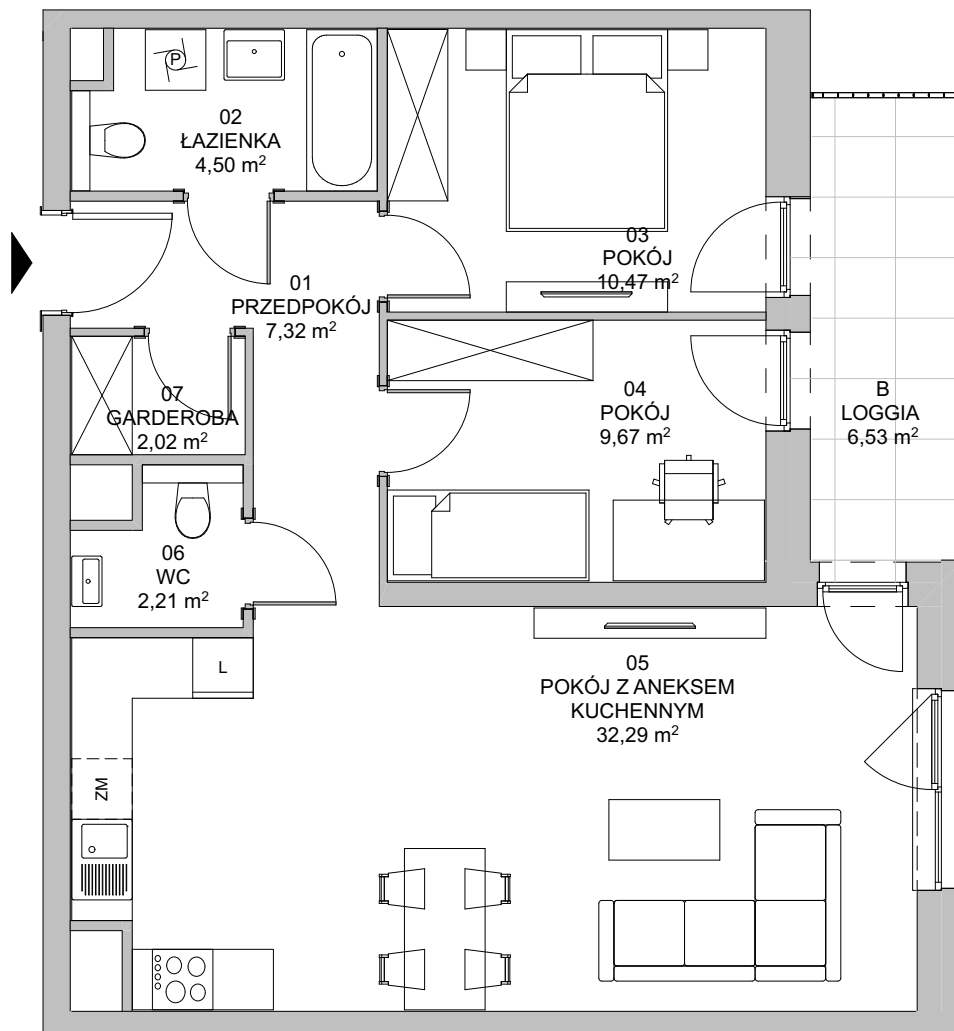 P
02
ŁAZIENKA
4,50 m²
03
POKÓJ
10,47 m²
01
PRZEDPOKÓJ
7,32 m²
04
POKÓJ
9,67 m²
B
LOGGIA
6,53 m²
07
GARDEROBA
2,02 m²
06
WC
2,21 m²
L
05
POKÓJ Z ANEKSEM
KUCHENNYM
32,29 m²
ZM